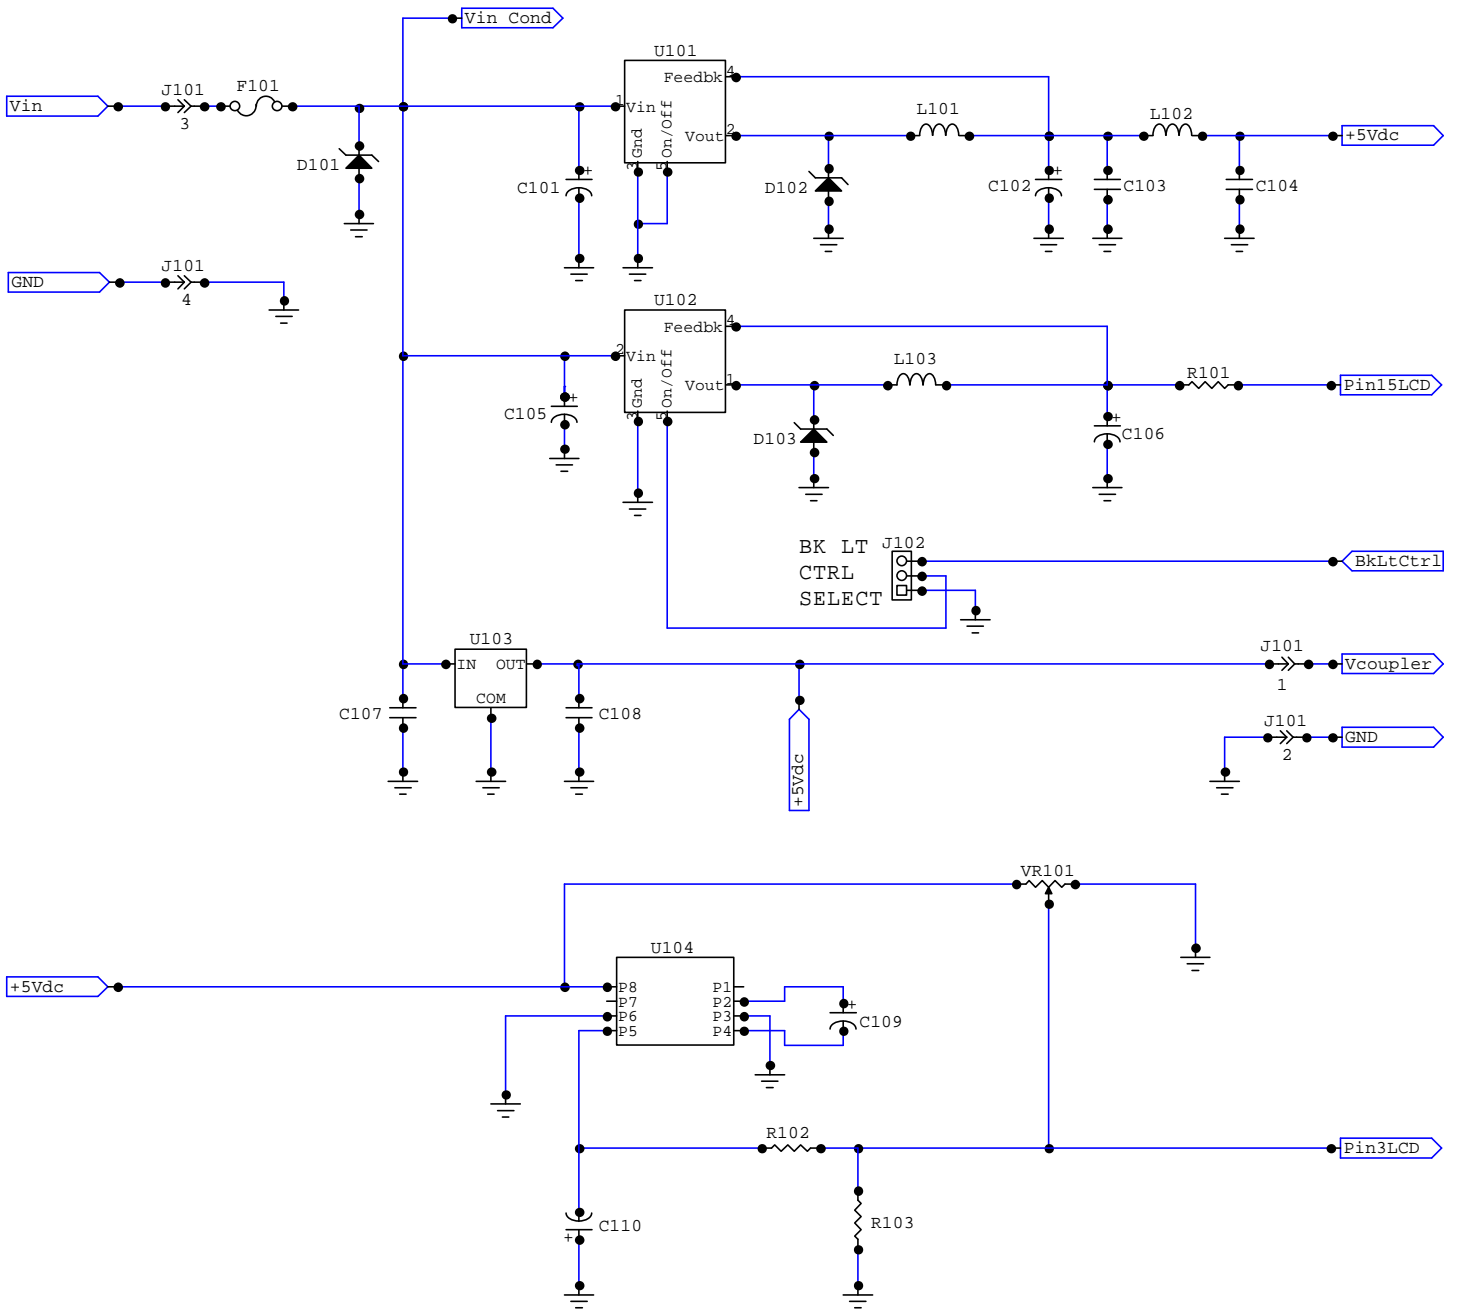 Vin Cond
U101
Feedbk 4
J101
F101
Vin
1
Vin
3
L101
L102
Vout 2
+5Vdc
Gnd
On/Off
3
5
D101
C101
D102
C102
C103
C104
+
+
J101
GND
4
U102
Feedbk 4
2
Vin
L103
R101
Vout 1
Pin15LCD
Gnd
On/Off
3
5
+
C105
D103
+
C106
BK LT
CTRL
SELECT
J102
BkLtCtrl
U103
IN OUT
COM
J101
Vcoupler
1
C107
C108
J101
GND
2
+5Vdc
VR101
U104
+5Vdc
P8 P1
P7 P2
P6 P3
P5 P4
+
C109
R102
Pin3LCD
C110
+
R103